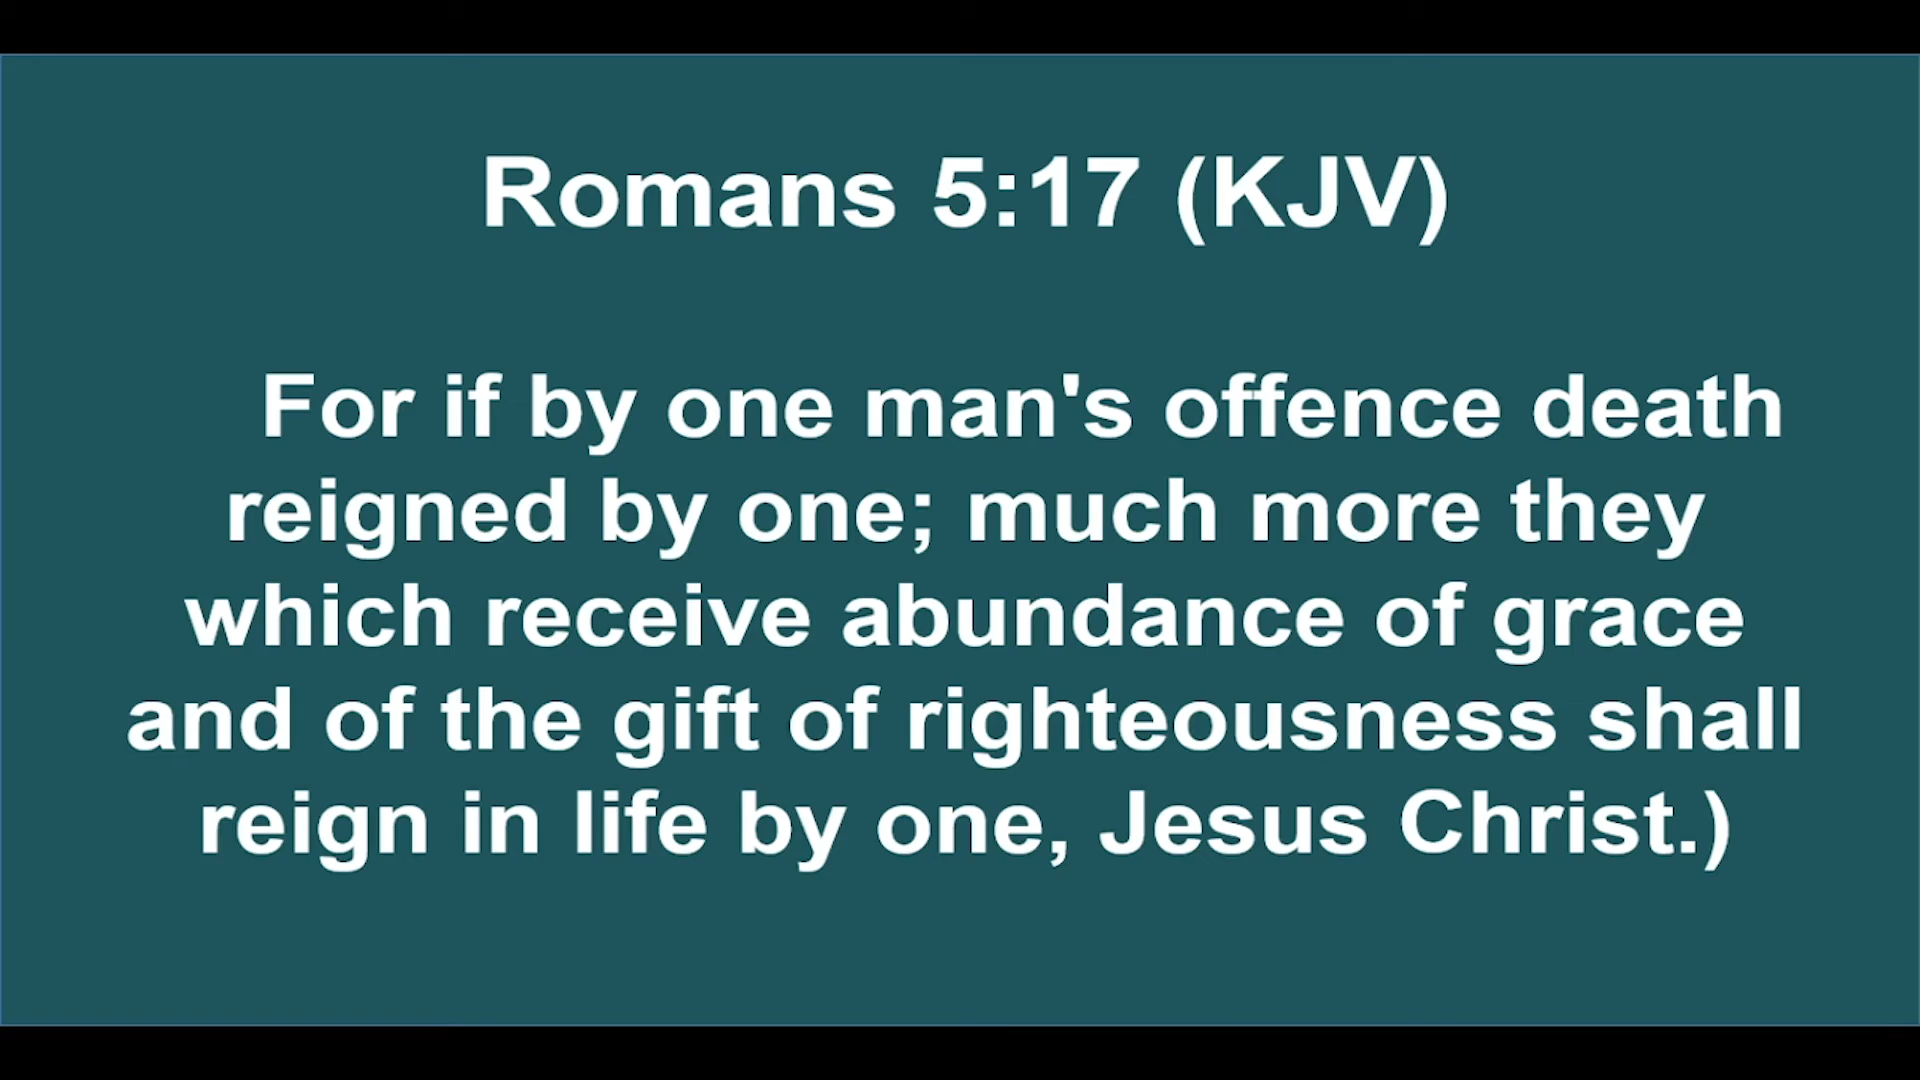 Romans 5:17 (KJV)
For if by one man's offence death
reigned by one; much more they
which receive abundance of grace
and of the gift of righteousness shall
reign in life by one, Jesus Christ.)